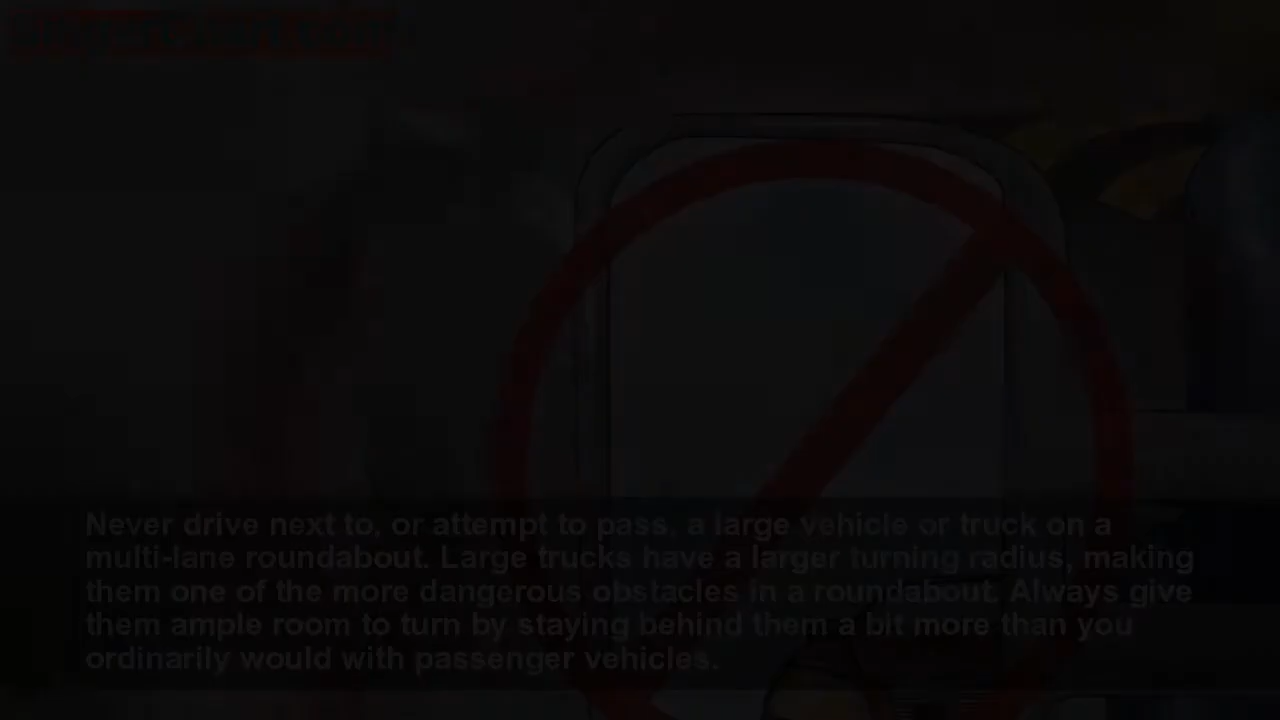 Never drive next to, or attempt to pass, a large vehicle or truck on a
multi-lane roundabout. Large trucks have a larger turning radius, making
them one of the more dangerous obstacles in a roundabout. Always give
them ample room to turn by staying behind them a bit more than you
ordinarily would with passenger vehicles.